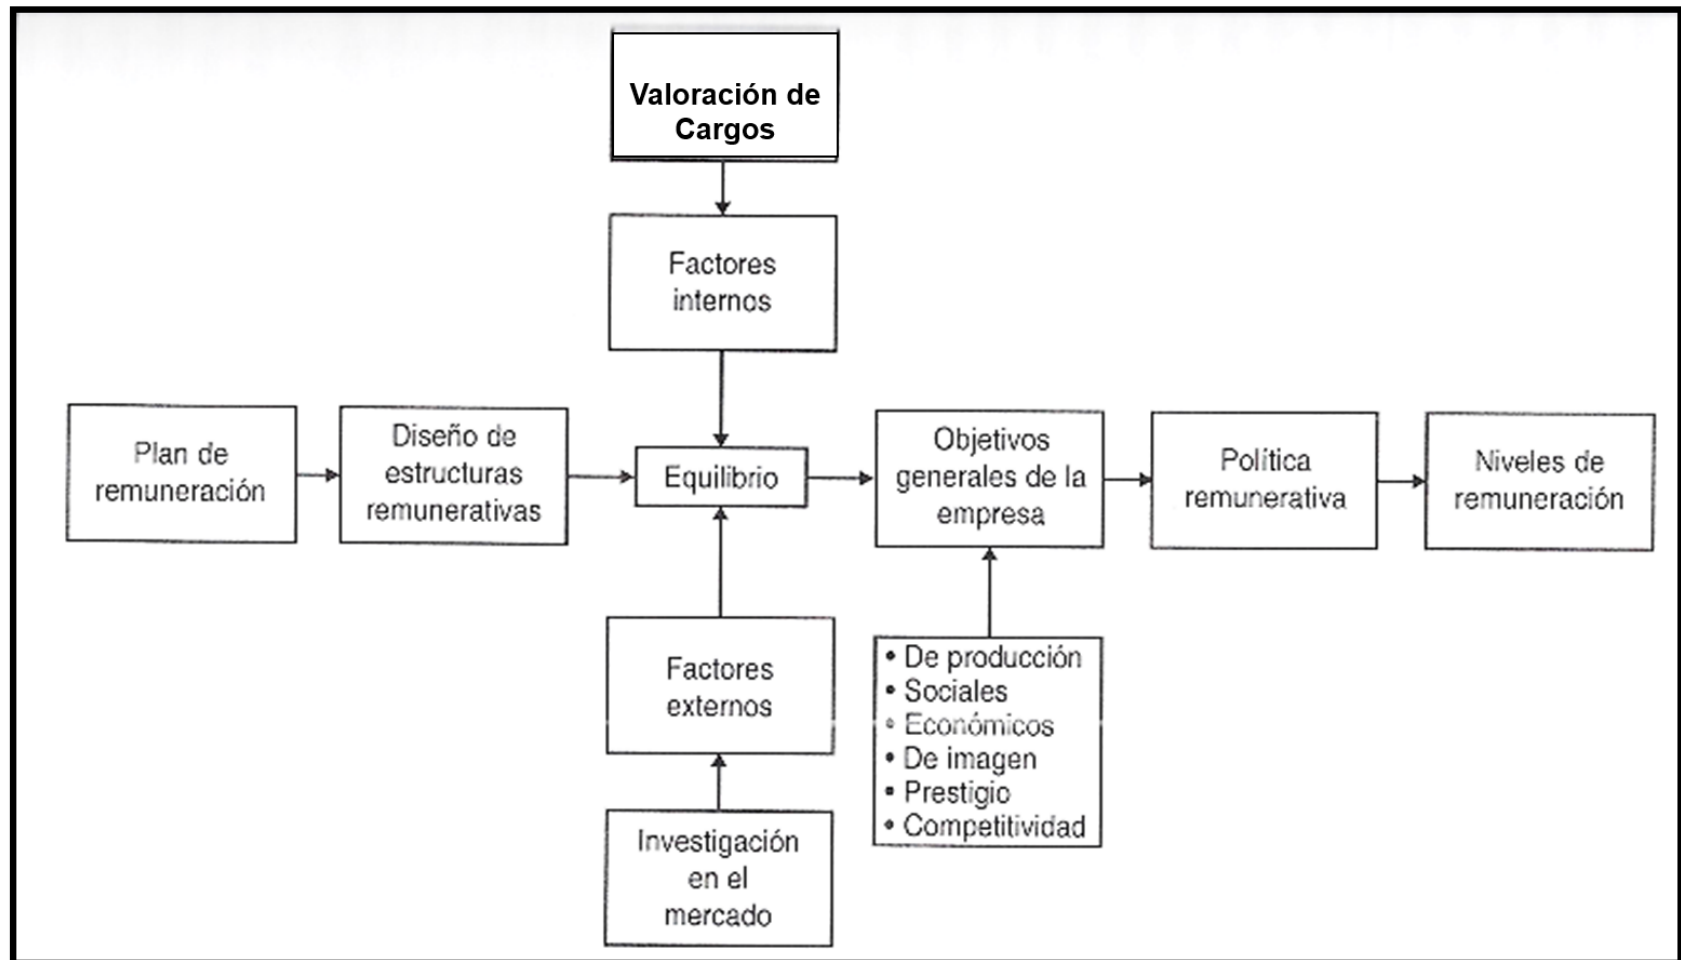 Valoración de
Cargos
Factores
internos
Plan de
remuneración
Diseño de
estructuras
remunerativas
Equilibrio
Objetivos
generales de la
empresa
Política
remunerativa
Niveles de
remuneración
Factores
externos
• De producción
• Sociales
• Económicos
• De imagen
• Prestigio
• Competitividad
Investigación
en el
mercado